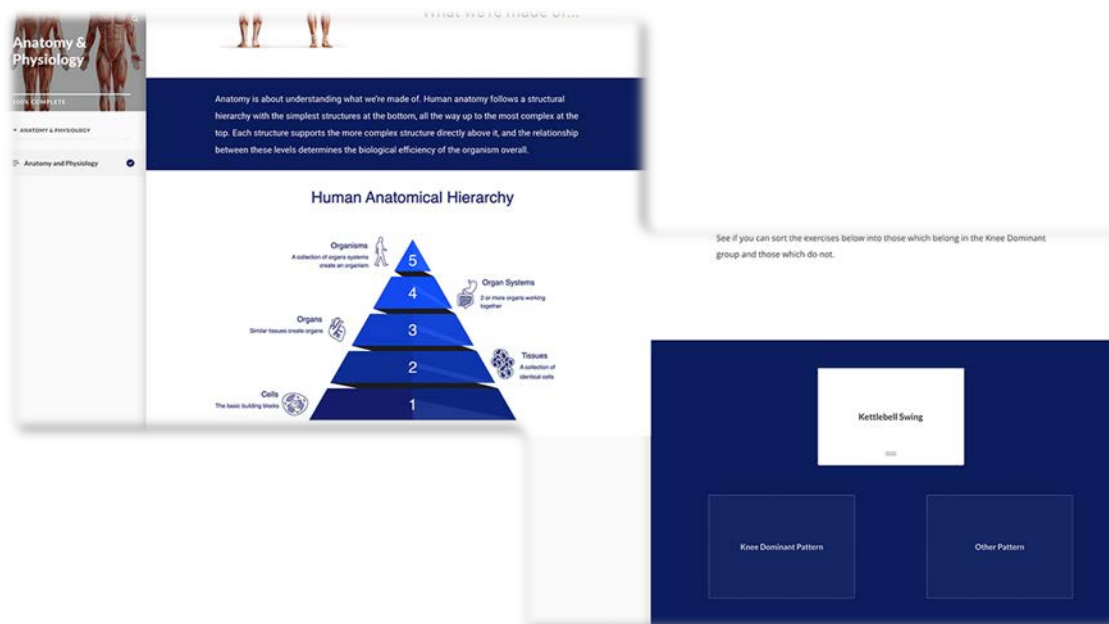 What we're made of...
Anatomy &
Physiology
100% COMPLETE
ANATOMY & PHYSIOLOGY
Anatomy and Physiology
Anatomy is about understanding what we're made of. Human anatomy follows a structural
hierarchy with the simplest structures at the bottom, all the way up to the most complex at the
top. Each structure supports the more complex structure directly above it, and the relationship
between these levels determines the biological efficiency of the organism overall.
Human Anatomical Hierarchy
Organisms
A collection of organs systems
create an organism
5
Organ Systems
2 or more organs working
together
4
Organs
Similar tissues create organs
3
Tissues
A collection of
identical cells
2
Cells
The basic building blocks
1
See if you can sort the exercises below into those which belong in the Knee Dominant
group and those which do not.
Kettlebell Swing
Knee Dominant Pattern
Other Pattern